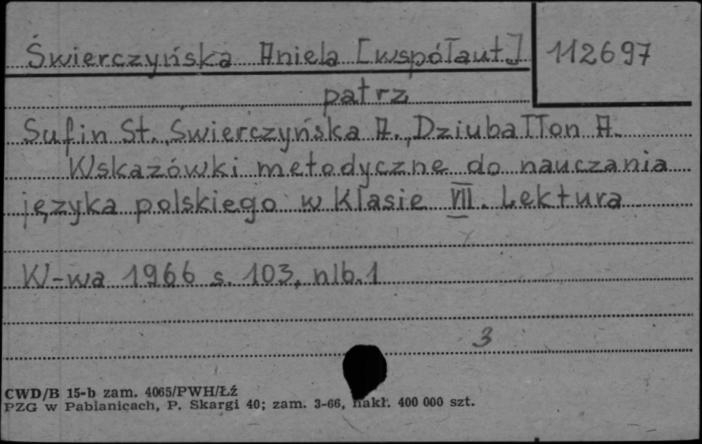 Świerczyńska Aniela [współaut] 112697
patrz
Sufin St., Świerczyńska A., Dziubałłon A.
Wskazówki metodyczne do nauczania
języka polskiego w klasie VII. Lektura
W-wa 1966 s. 103, nlb. 1
3
CWD/B 15-b zam. 4065/PWH/Łź
PZG w Pabianicach, P. Skargi 40; zam. 3-66, nakł. 400 000 szt.